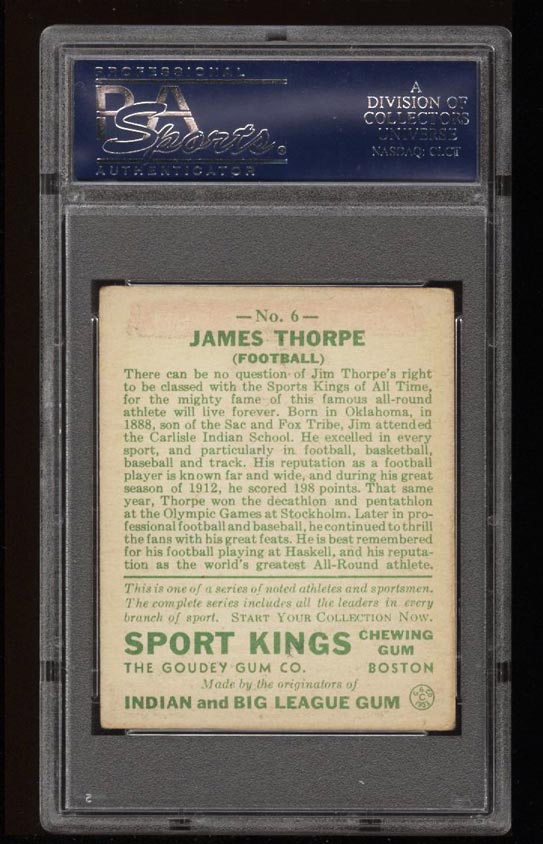 PROFESSIONAL
PSA
Sports.
AUTHENTICATOR
A
DIVISION OF
COLLECTORS
UNIVERSE
NASDAQ: CLCT
— No. 6 —
JAMES THORPE
(FOOTBALL)
There can be no question of Jim Thorpe's right
to be classed with the Sports Kings of All Time,
for the mighty fame of this famous all-round
athlete will live forever. Born in Oklahoma, in
1888, son of the Sac and Fox Tribe, Jim attended
the Carlisle Indian School. He excelled in every
sport, and particularly in football, basketball,
baseball and track. His reputation as a football
player is known far and wide, and during his great
season of 1912, he scored 198 points. That same
year, Thorpe won the decathlon and pentathlon
at the Olympic Games at Stockholm. Later in pro-
fessional football and baseball, he continued to thrill
the fans with his great feats. He is best remembered
for his football playing at Haskell, and his reputa-
tion as the world's greatest All-Round athlete.
This is one of a series of noted athletes and sportsmen.
The complete series includes all the leaders in every
branch of sport. START YOUR COLLECTION NOW.
SPORT KINGS CHEWING GUM
THE GOUDEY GUM CO. BOSTON
Made by the originators of
INDIAN and BIG LEAGUE GUM